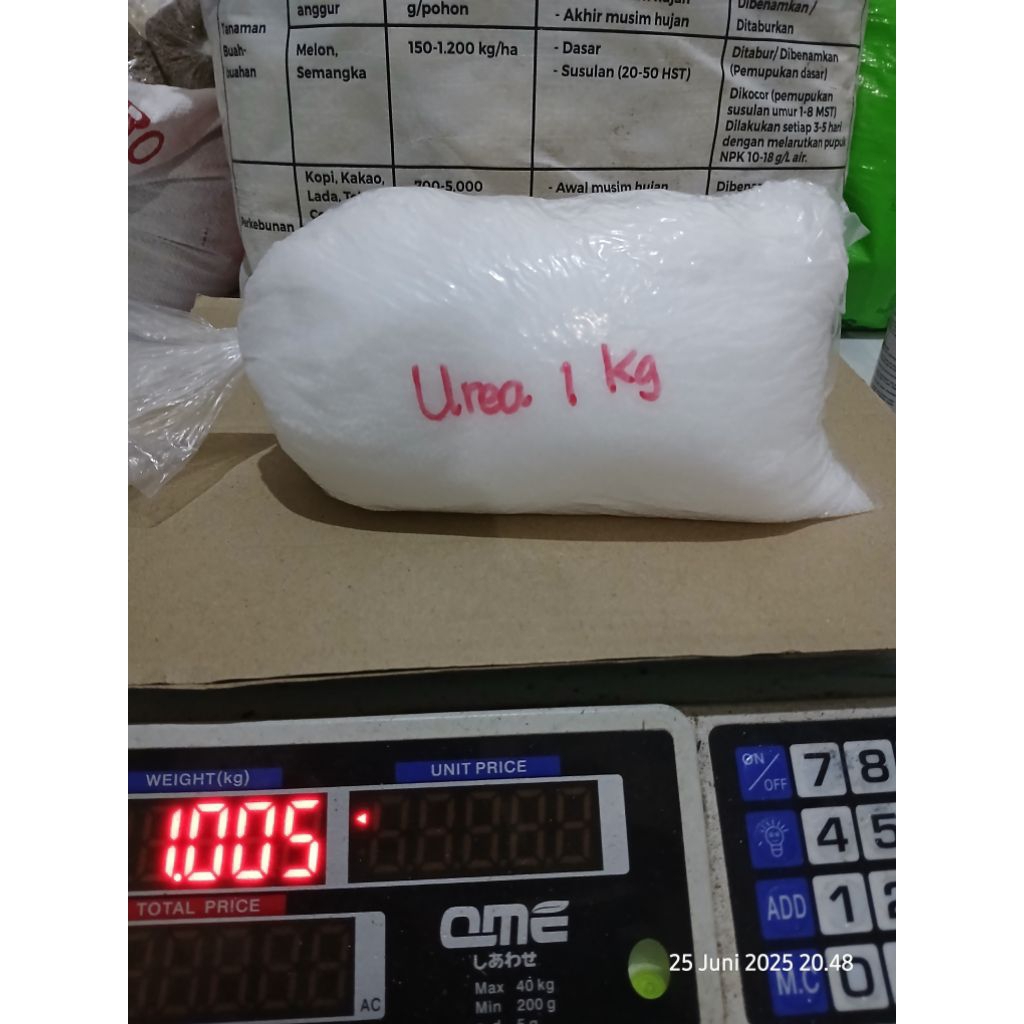 anggur
g/pohon
- Akhir musim hujan
Dibenamkan /
Ditaburkan
Tanaman
Buah-
buahan
Melon,
Semangka
150-1.200 kg/ha
- Dasar
- Susulan (20-50 HST)
Ditabur/ Dibenamkan
(Pemupukan dasar)
Dikocor (pemupukan
susulan umur 1-8 MST)
Dilakukan setiap 3-5 hari
dengan melarutkan pupuk
NPK 10-18 g/L air.
Perkebunan
Kopi, Kakao,
Lada,
700-5.000
- Awal musim hujan
Urea 1 kg
WEIGHT(kg)
UNIT PRICE
1.005
TOTAL PRICE
AC
QME
しあわせ
Max 40 kg
Min 200 g
ON/OFF
7 8
4 5
ADD
1 2
M.C
0
25 Juni 2025 20.48